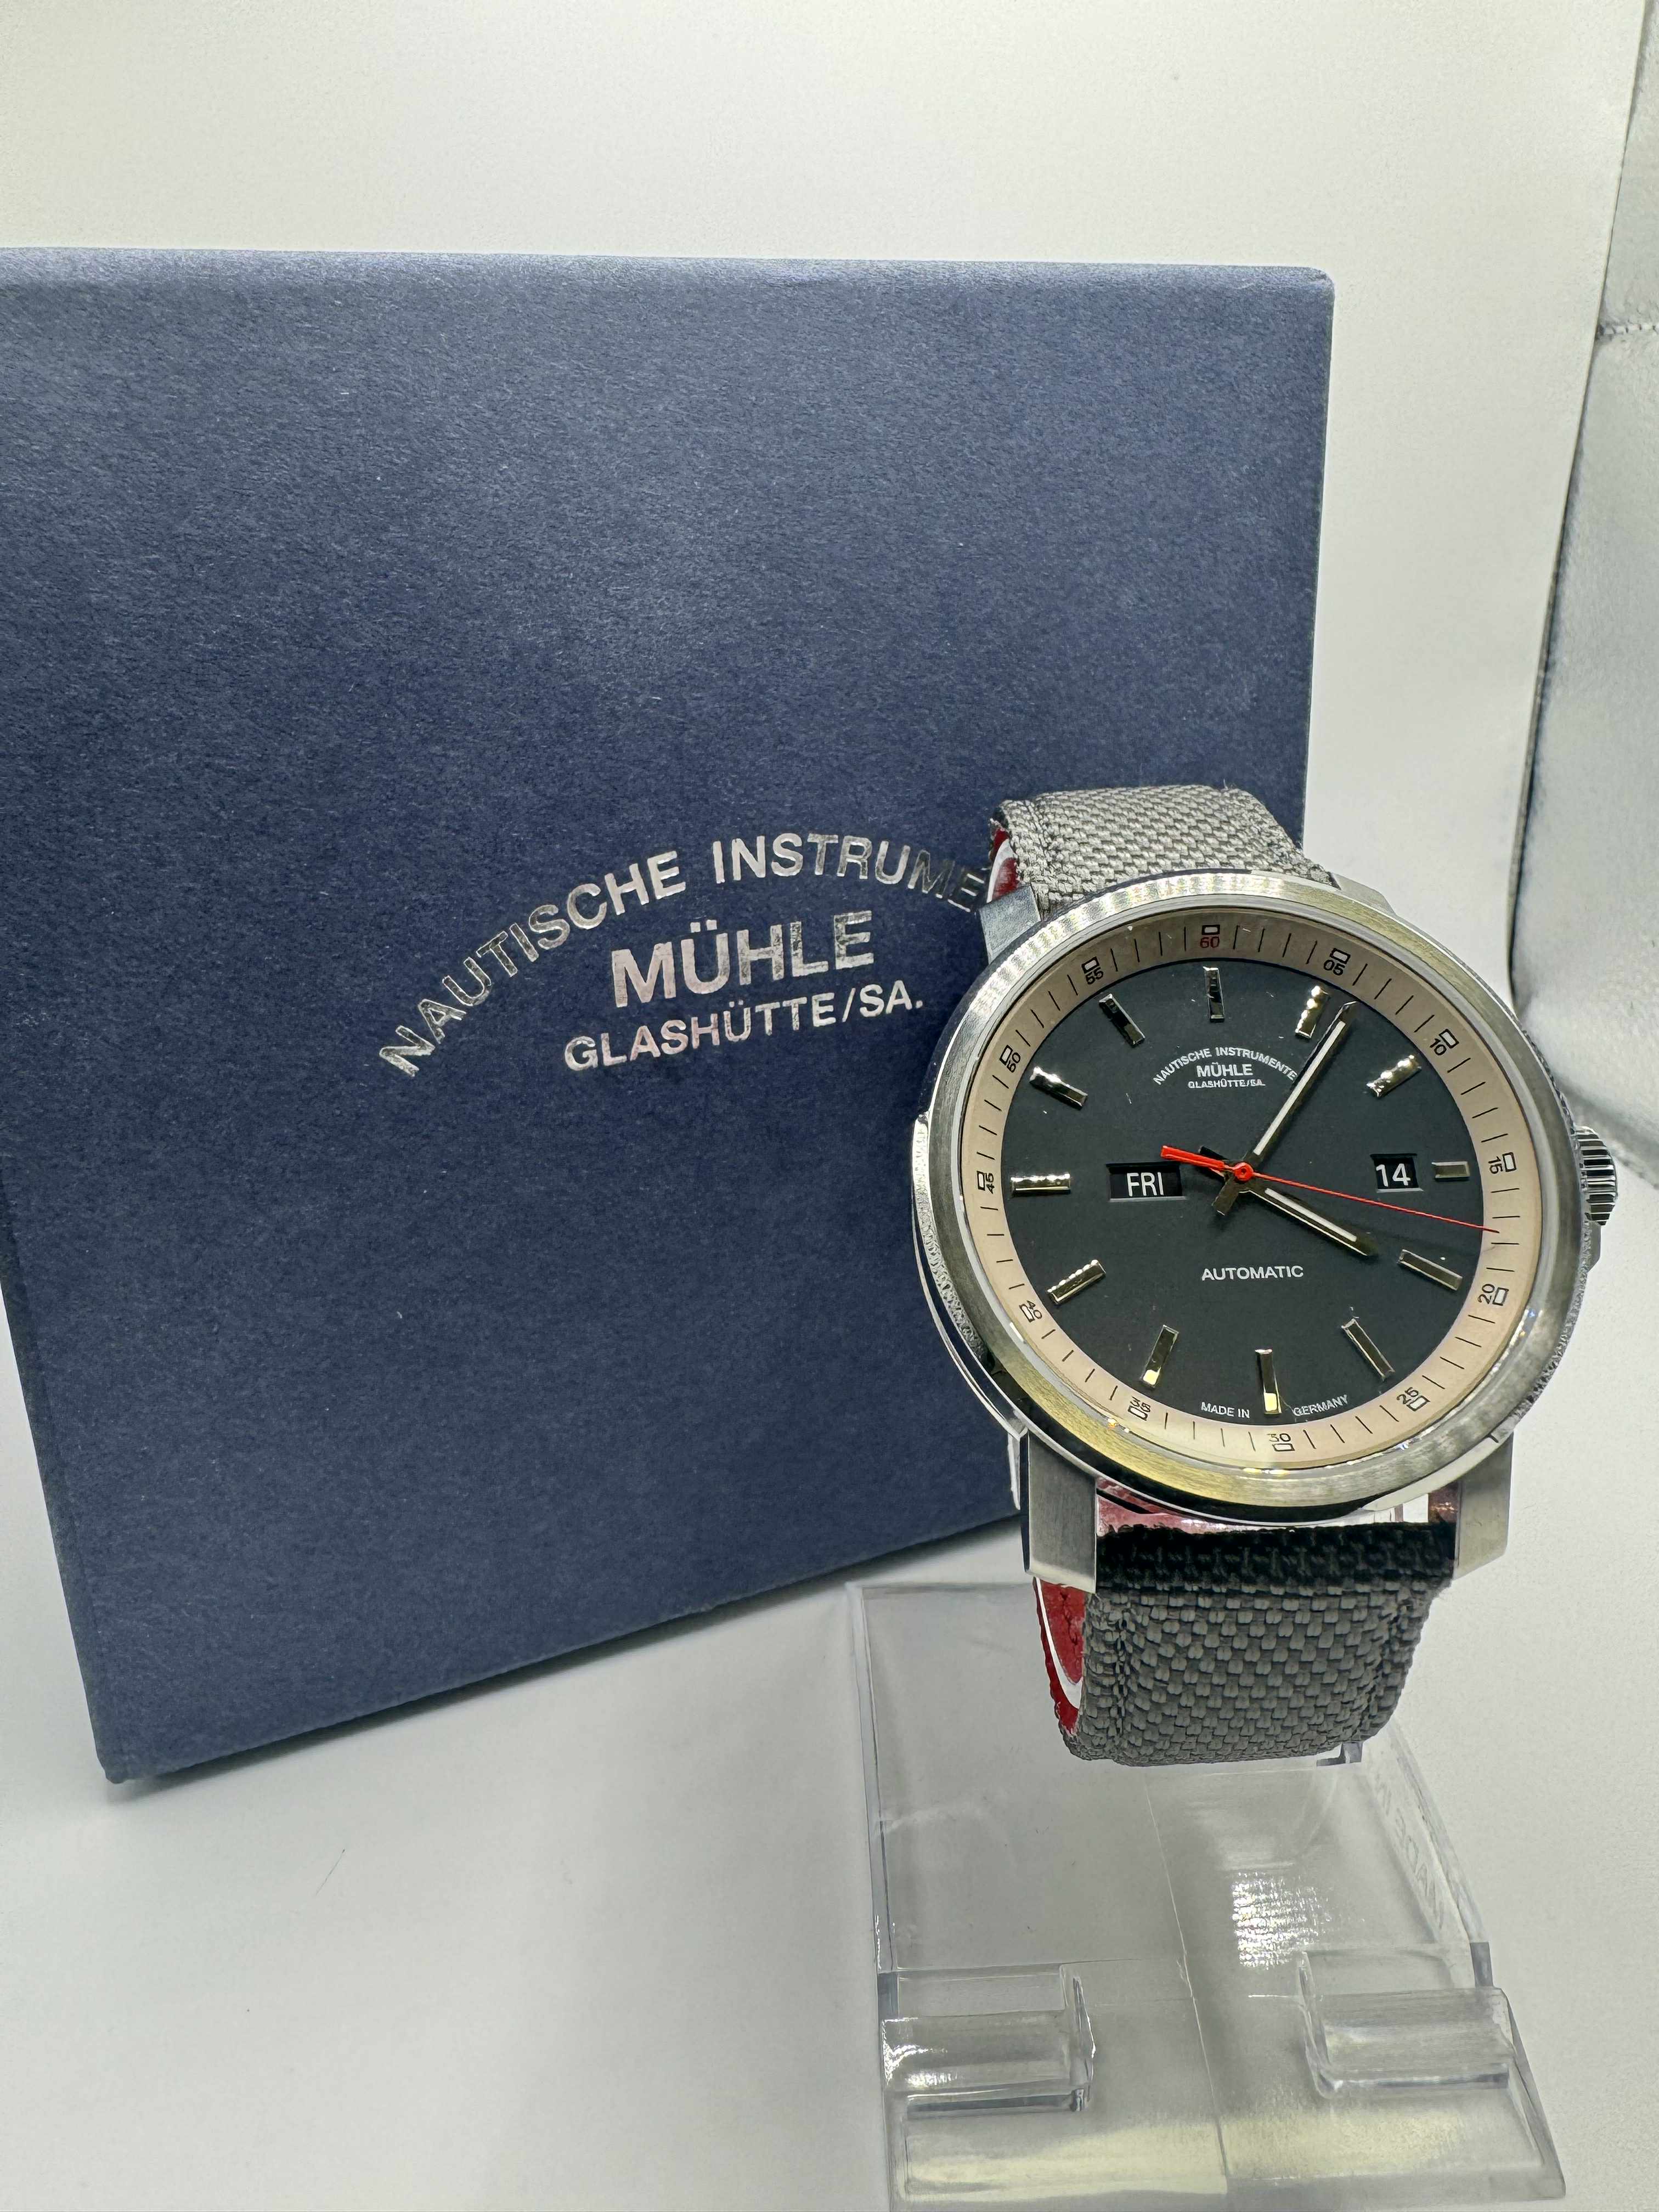 NAUTISCHE INSTRUME
MÜHLE
GLASHÜTTE/SA.
60
05
10
15
20
25
30
35
40
45
50
55
NAUTISCHE INSTRUMENTE
MÜHLE
GLASHÜTTE/SA.
FRI
14
AUTOMATIC
MADE IN GERMANY